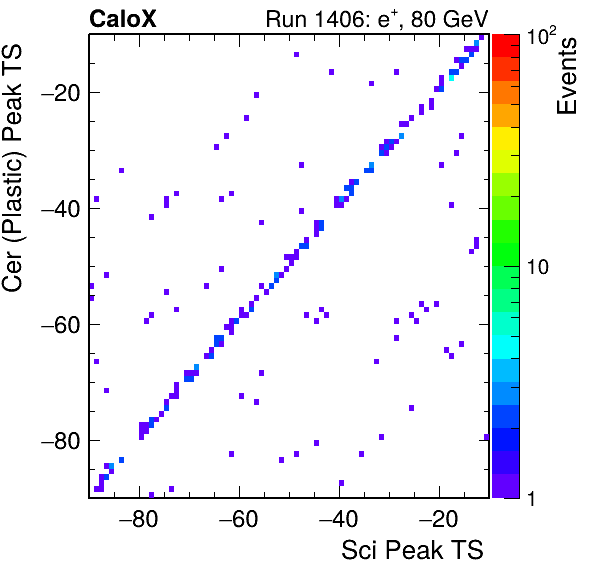 CaloX
Run 1406: e⁺, 80 GeV
Cer (Plastic) Peak TS
−20
−40
−60
−80
−80
−60
−40
−20
Sci Peak TS
10²
10
1
Events